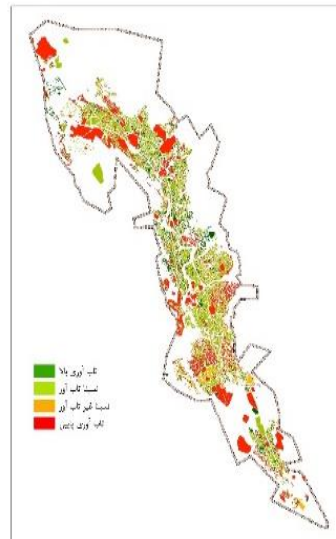 تاب آوری بالا
نسبتا تاب آور
نسبتا غیر تاب آور
تاب آوری پایین